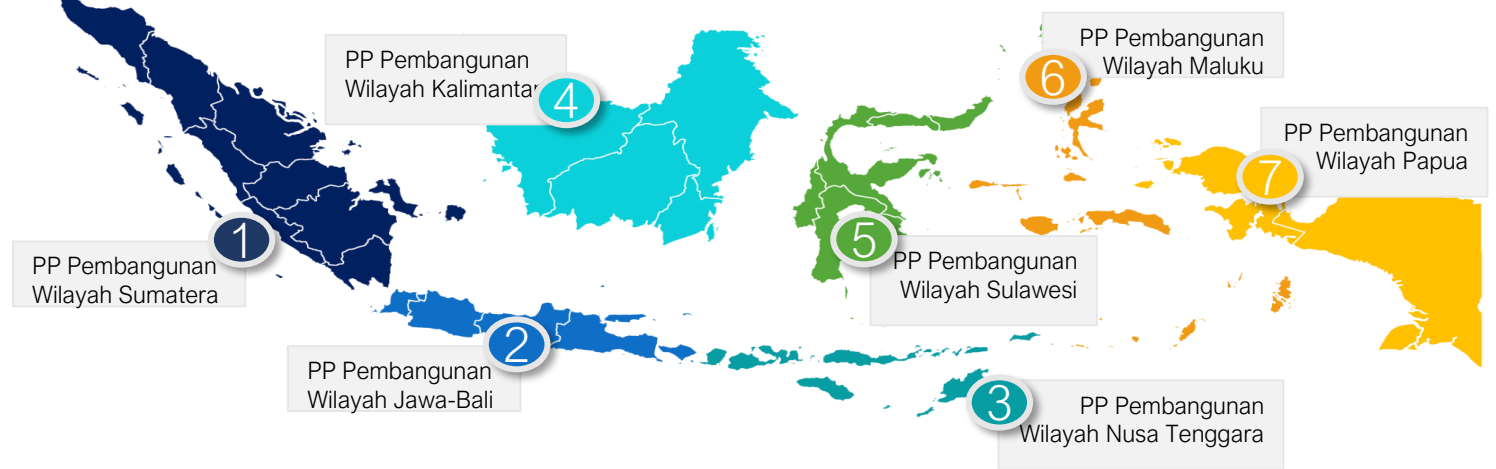 1
PP Pembangunan
Wilayah Sumatera
2
PP Pembangunan
Wilayah Jawa-Bali
3
PP Pembangunan
Wilayah Nusa Tenggara
4
PP Pembangunan
Wilayah Kalimantan
5
PP Pembangunan
Wilayah Sulawesi
6
PP Pembangunan
Wilayah Maluku
7
PP Pembangunan
Wilayah Papua